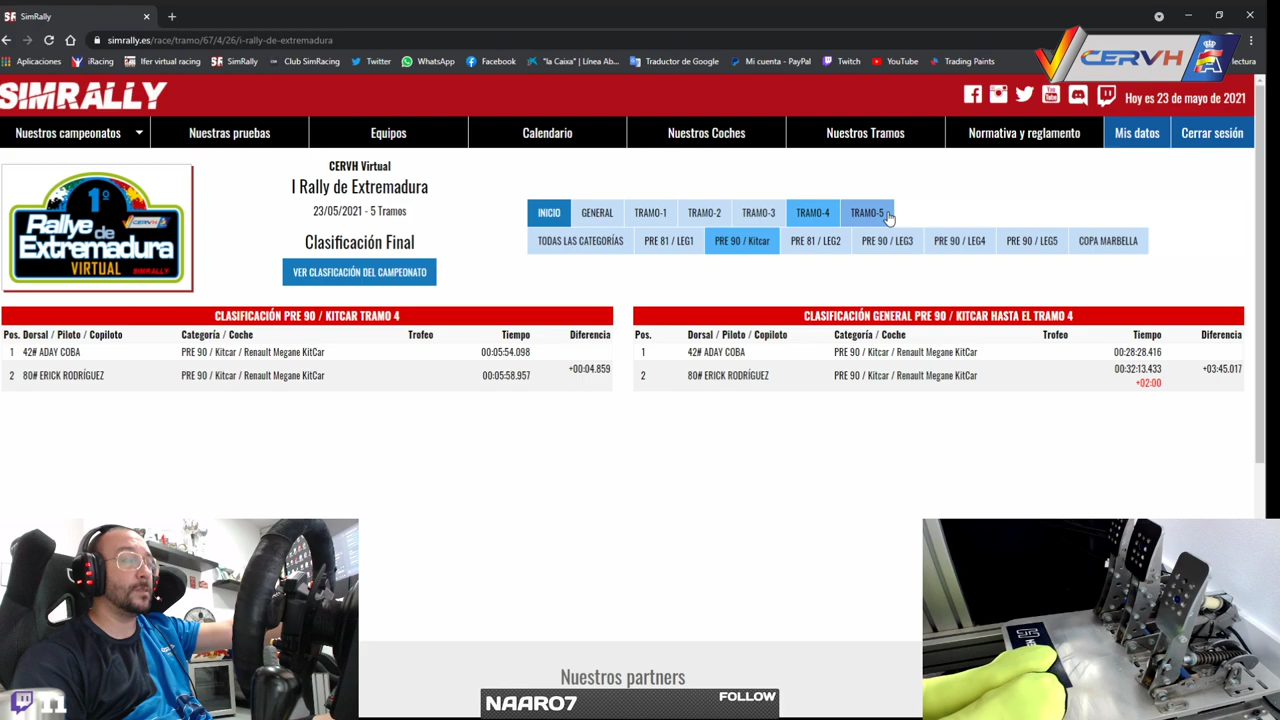 SimRally
simrally.es/race/tramo/67/4/26/i-rally-de-extremadura
Aplicaciones iRacing Ifer virtual racing SimRally Club SimRacing Twitter WhatsApp Facebook "la Caixa" | Línea Ab... Traductor de Google Mi cuenta - PayPal Twitch YouTube Trading Paints lectura
CERVH
SIMRALLY
Hoy es 23 de mayo de 2021
Nuestros campeonatos Nuestras pruebas Equipos Calendario Nuestros Coches Nuestros Tramos Normativa y reglamento Mis datos Cerrar sesión
1º
Rallye de
Extremadura
VIRTUAL SIMRALLY
CERVH Virtual
I Rally de Extremadura
23/05/2021 - 5 Tramos
Clasificación Final
VER CLASFICACIÓN DEL CAMPEONATO
INICIO GENERAL TRAMO-1 TRAMO-2 TRAMO-3 TRAMO-4 TRAMO-5
TODAS LAS CATEGORÍAS PRE 81 / LEG1 PRE 90 / Kitcar PRE 81 / LEG2 PRE 90 / LEG3 PRE 90 / LEG4 PRE 90 / LEG5 COPA MARBELLA
CLASIFICACIÓN PRE 90 / KITCAR TRAMO 4
Pos. Dorsal / Piloto / Copiloto Categoría / Coche Trofeo Tiempo Diferencia
1 42# ADAY COBA PRE 90 / Kitcar / Renault Megane KitCar 00:05:54.098
2 80# ERICK RODRÍGUEZ PRE 90 / Kitcar / Renault Megane KitCar 00:05:58.957 +00:04.859
CLASIFICACIÓN GENERAL PRE 90 / KITCAR HASTA EL TRAMO 4
Pos. Dorsal / Piloto / Copiloto Categoría / Coche Trofeo Tiempo Diferencia
1 42# ADAY COBA PRE 90 / Kitcar / Renault Megane KitCar 00:28:28.416
2 80# ERICK RODRÍGUEZ PRE 90 / Kitcar / Renault Megane KitCar 00:32:13.433 +03:45.017
+02:00
Nuestros partners
NAARO7 FOLLOW
11